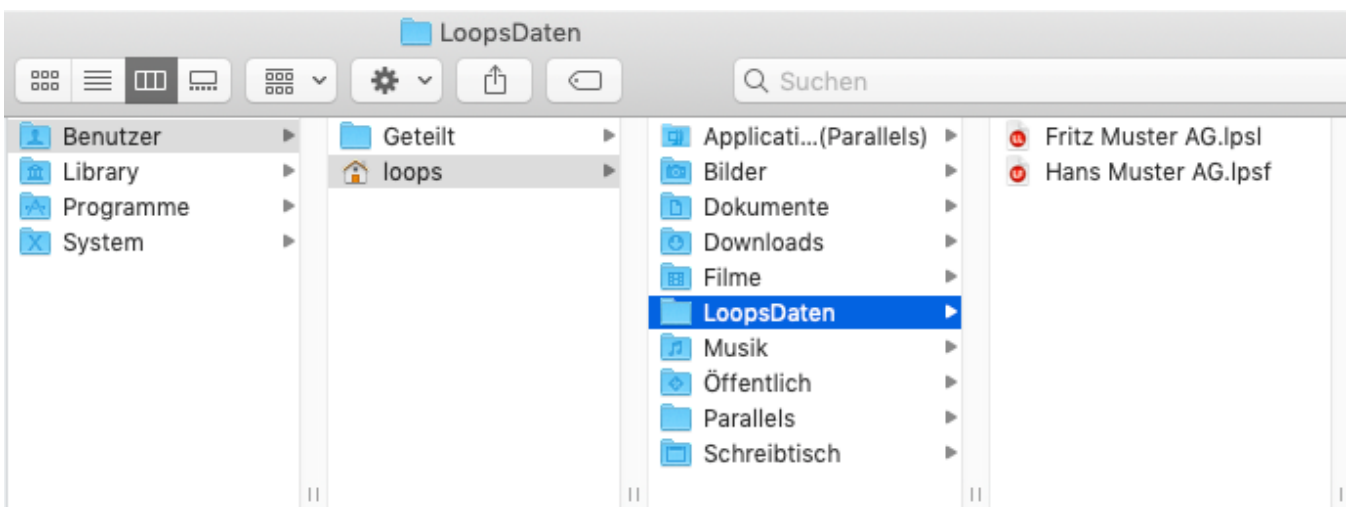 LoopsDaten
Suchen
Benutzer
Library
Programme
System
Geteilt
loops
Applicati...(Parallels)
Bilder
Dokumente
Downloads
Filme
LoopsDaten
Musik
Öffentlich
Parallels
Schreibtisch
Fritz Muster AG.lpsl
Hans Muster AG.lpsf